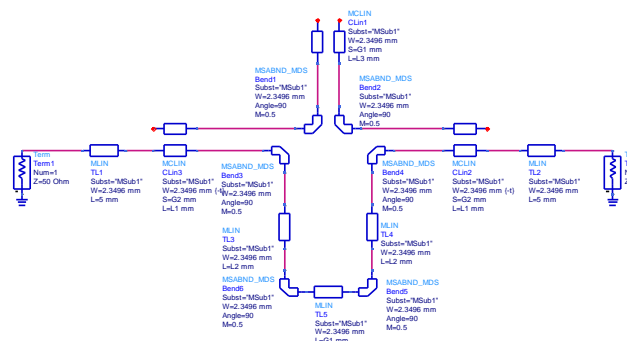 MCLIN
CLin1
Subst="MSub1"
W=2.3496 mm
S=G1 mm
L=L3 mm
MSABND_MDS
Bend1
Subst="MSub1"
W=2.3496 mm
Angle=90
M=0.5
MSABND_MDS
Bend2
Subst="MSub1"
W=2.3496 mm
Angle=90
M=0.5
Term
Term1
Num=1
Z=50 Ohm
MLIN
TL1
Subst="MSub1"
W=2.3496 mm
L=5 mm
MCLIN
CLin3
Subst="MSub1"
W=2.3496 mm (-t)
S=G2 mm
L=L1 mm
MSABND_MDS
Bend3
Subst="MSub1"
W=2.3496 mm
Angle=90
M=0.5
MSABND_MDS
Bend4
Subst="MSub1"
W=2.3496 mm
Angle=90
M=0.5
MCLIN
CLin2
Subst="MSub1"
W=2.3496 mm (-t)
S=G2 mm
L=L1 mm
MLIN
TL2
Subst="MSub1"
W=2.3496 mm
L=5 mm
MLIN
TL3
Subst="MSub1"
W=2.3496 mm
L=L2 mm
MLIN
TL4
Subst="MSub1"
W=2.3496 mm
L=L2 mm
MSABND_MDS
Bend6
Subst="MSub1"
W=2.3496 mm
Angle=90
M=0.5
MLIN
TL5
Subst="MSub1"
W=2.3496 mm
L=G1 mm
MSABND_MDS
Bend5
Subst="MSub1"
W=2.3496 mm
Angle=90
M=0.5